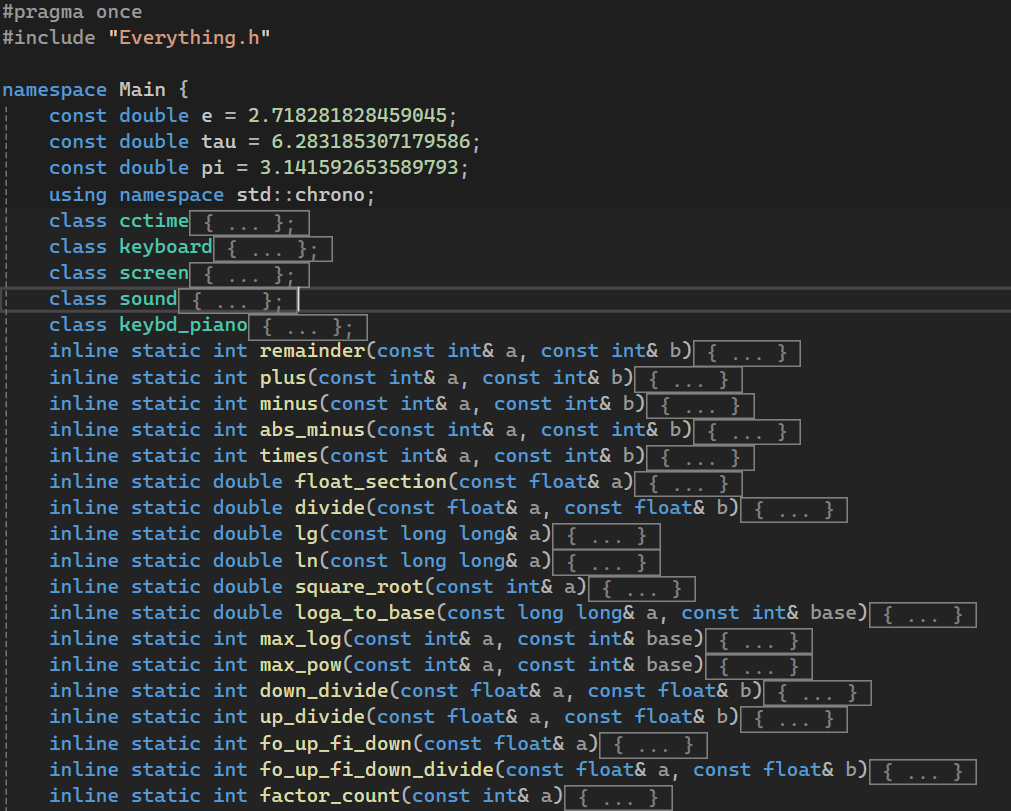 #pragma once
#include "Everything.h"
namespace Main {
const double e = 2.718281828459045;
const double tau = 6.283185307179586;
const double pi = 3.141592653589793;
using namespace std::chrono;
class cctime{ ... };
class keyboard{ ... };
class screen{ ... };
class sound{ ... };
class keybd_piano{ ... };
inline static int remainder(const int& a, const int& b){ ... }
inline static int plus(const int& a, const int& b){ ... }
inline static int minus(const int& a, const int& b){ ... }
inline static int abs_minus(const int& a, const int& b){ ... }
inline static int times(const int& a, const int& b){ ... }
inline static double float_section(const float& a){ ... }
inline static double divide(const float& a, const float& b){ ... }
inline static double lg(const long long& a){ ... }
inline static double ln(const long long& a){ ... }
inline static double square_root(const int& a){ ... }
inline static double loga_to_base(const long long& a, const int& base){ ... }
inline static int max_log(const int& a, const int& base){ ... }
inline static int max_pow(const int& a, const int& base){ ... }
inline static int down_divide(const float& a, const float& b){ ... }
inline static int up_divide(const float& a, const float& b){ ... }
inline static int fo_up_fi_down(const float& a){ ... }
inline static int fo_up_fi_down_divide(const float& a, const float& b){ ... }
inline static int factor_count(const int& a){ ... }